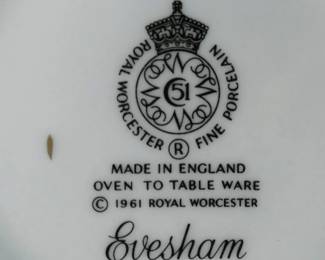 ROYAL WORCESTER
FINE PORCELAIN
C 51
®
MADE IN ENGLAND
OVEN TO TABLE WARE
© 1961 ROYAL WORCESTER
Evesham